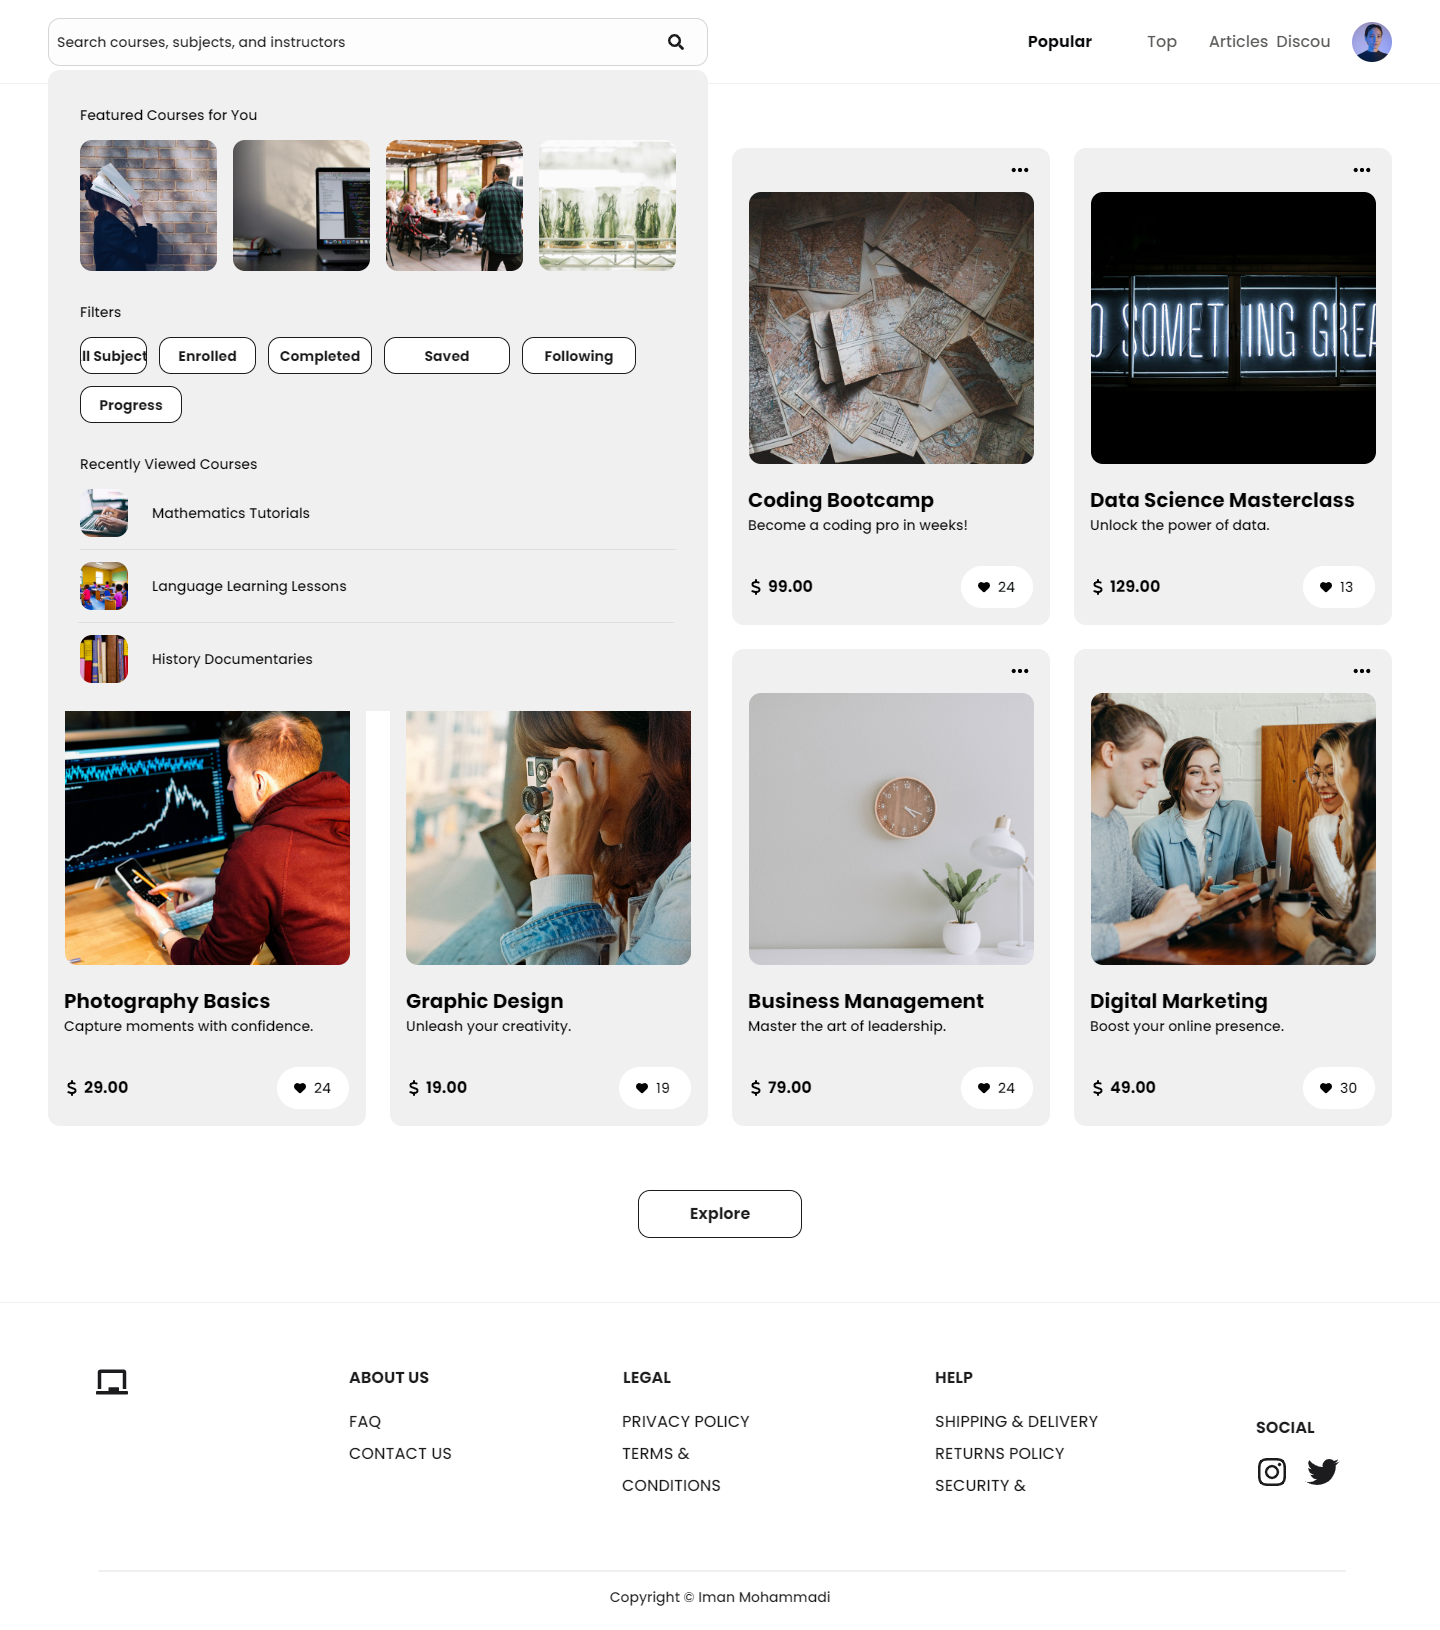 Search courses, subjects, and instructors
Popular
Top
Articles
Discou
Featured Courses for You
Filters
ll Subject
Enrolled
Completed
Saved
Following
Progress
Recently Viewed Courses
Mathematics Tutorials
Language Learning Lessons
History Documentaries
O SOMETHING GREA
Coding Bootcamp
Become a coding pro in weeks!
$ 99.00
24
Data Science Masterclass
Unlock the power of data.
$ 129.00
13
Photography Basics
Capture moments with confidence.
$ 29.00
24
Graphic Design
Unleash your creativity.
$ 19.00
19
Business Management
Master the art of leadership.
$ 79.00
24
Digital Marketing
Boost your online presence.
$ 49.00
30
Explore
ABOUT US
FAQ
CONTACT US
LEGAL
PRIVACY POLICY
TERMS &
CONDITIONS
HELP
SHIPPING & DELIVERY
RETURNS POLICY
SECURITY &
SOCIAL
Copyright © Iman Mohammadi